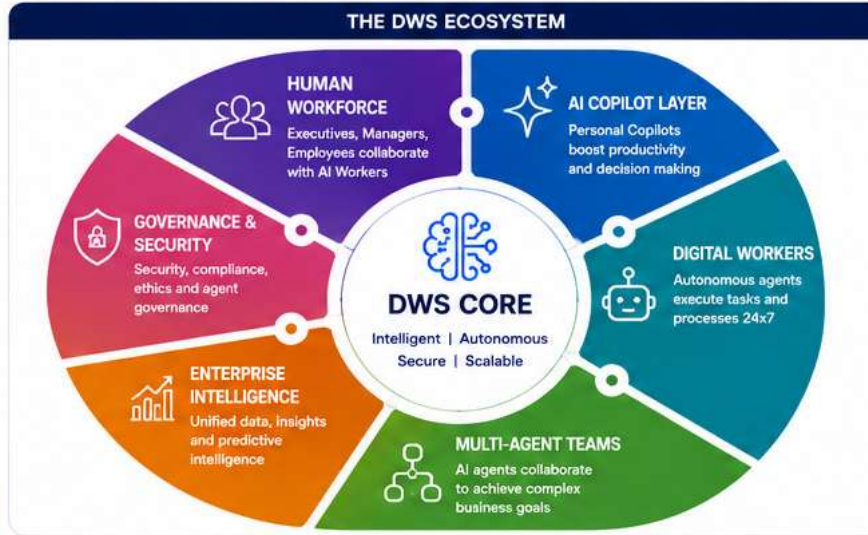 THE DWS ECOSYSTEM
HUMAN
WORKFORCE
Executives, Managers,
Employees collaborate
with AI Workers
AI COPILOT LAYER
Personal Copilots
boost productivity
and decision making
GOVERNANCE &
SECURITY
Security, compliance,
ethics and agent
governance
DIGITAL WORKERS
Autonomous agents
execute tasks and
processes 24x7
DWS CORE
Intelligent | Autonomous
Secure | Scalable
ENTERPRISE
INTELLIGENCE
Unified data, insights
and predictive
intelligence
MULTI-AGENT TEAMS
AI agents collaborate
to achieve complex
business goals